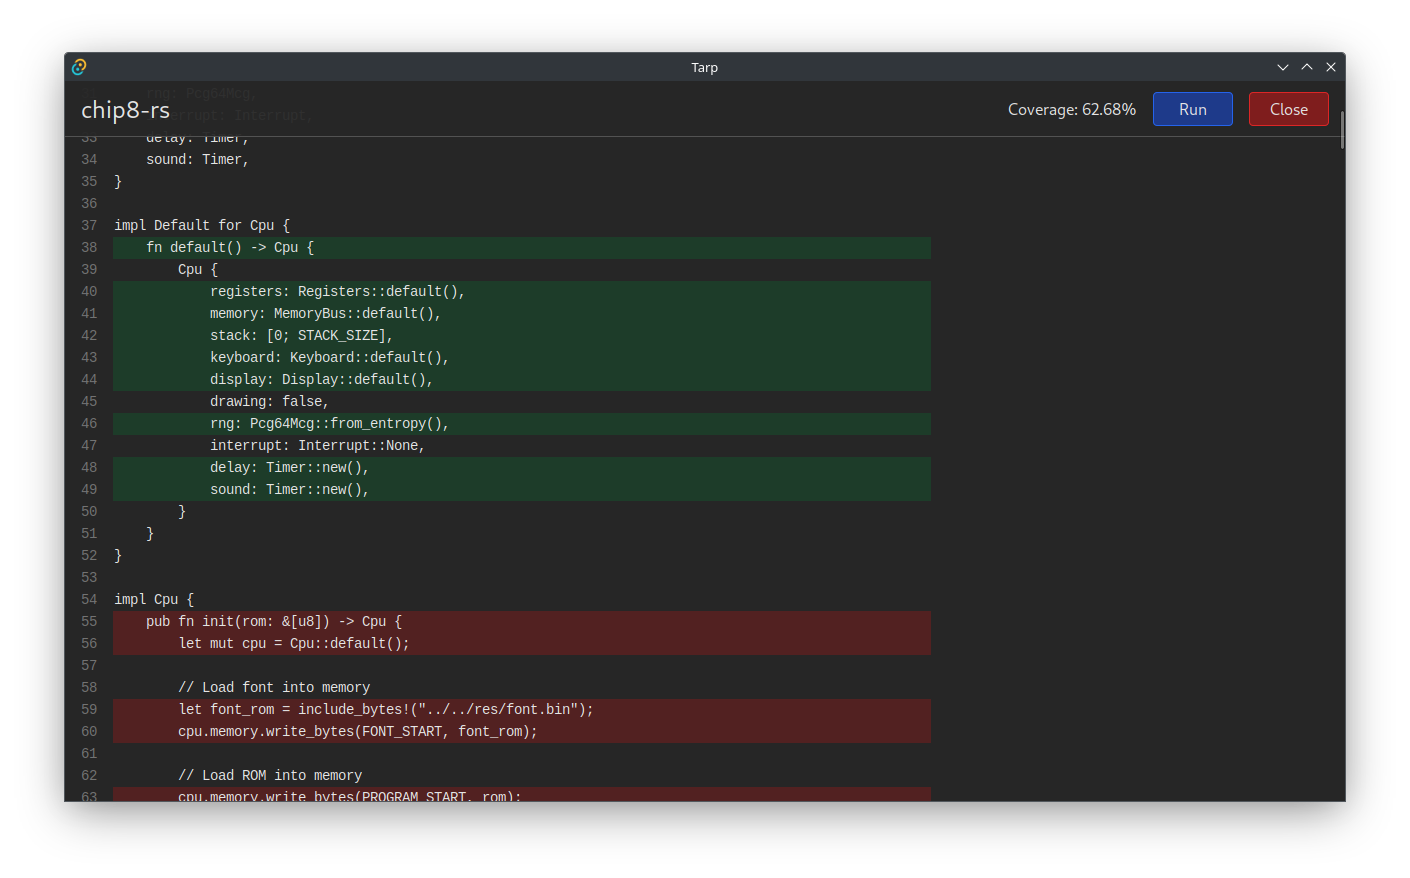 Tarp
rng: Pcg64Mcg,
chip8-rs
interrupt: Interrupt,
Coverage: 62.68%
Run
Close
33 delay: Timer,
34 sound: Timer,
35 }
36
37 impl Default for Cpu {
38 fn default() -> Cpu {
39 Cpu {
40 registers: Registers::default(),
41 memory: MemoryBus::default(),
42 stack: [0; STACK_SIZE],
43 keyboard: Keyboard::default(),
44 display: Display::default(),
45 drawing: false,
46 rng: Pcg64Mcg::from_entropy(),
47 interrupt: Interrupt::None,
48 delay: Timer::new(),
49 sound: Timer::new(),
50 }
51 }
52 }
53
54 impl Cpu {
55 pub fn init(rom: &[u8]) -> Cpu {
56 let mut cpu = Cpu::default();
57
58 // Load font into memory
59 let font_rom = include_bytes!("../../res/font.bin");
60 cpu.memory.write_bytes(FONT_START, font_rom);
61
62 // Load ROM into memory
63 cpu.memory.write_bytes(PROGRAM_START, rom);